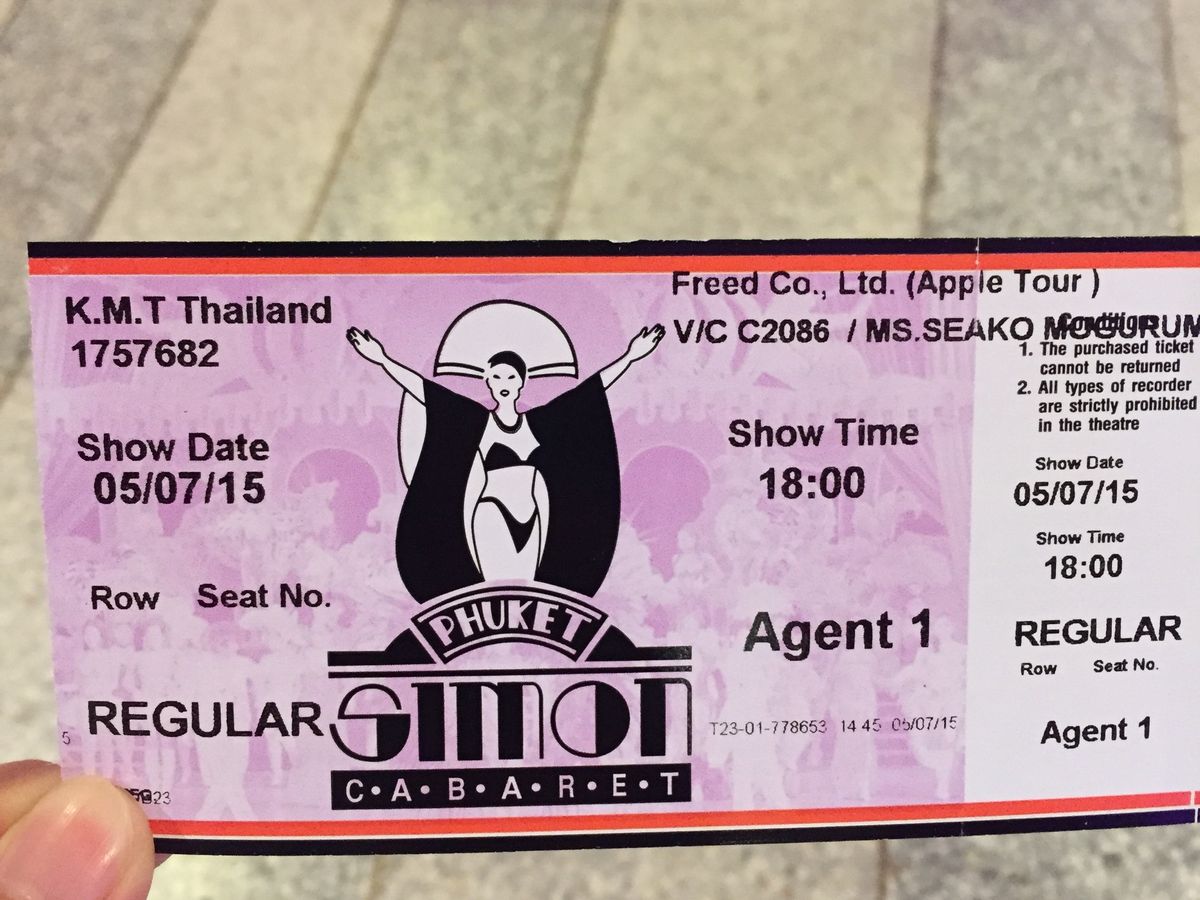 K.M.T Thailand
1757682
Show Date
05/07/15
Row Seat No.
REGULAR
5
23
PHUKET
SIMON
C•A•B•A•R•E•T
Freed Co., Ltd. (Apple Tour )
V/C C2086 / MS.SEAKO
Show Time
18:00
Agent 1
T23-01-778653 14 45 05/07/15
1. The purchased ticket
cannot be returned
2. All types of recorder
are strictly prohibited
in the theatre
Show Date
05/07/15
Show Time
18:00
REGULAR
Row Seat No.
Agent 1